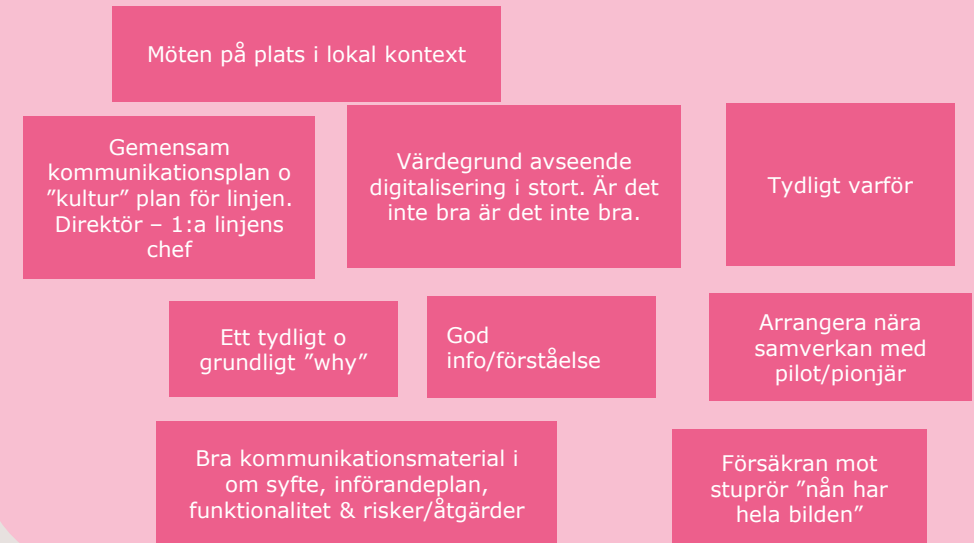 Möten på plats i lokal kontext
Gemensam
kommunikationsplan o
”kultur” plan för linjen.
Direktör – 1:a linjens
chef
Värdegrund avseende
digitalisering i stort. Är det
inte bra är det inte bra.
Tydligt varför
Ett tydligt o
grundligt ”why”
God
info/förståelse
Arrangera nära
samverkan med
pilot/pionjär
Bra kommunikationsmaterial i
om syfte, införandeplan,
funktionalitet & risker/åtgärder
Försäkran mot
stuprör ”nån har
hela bilden”